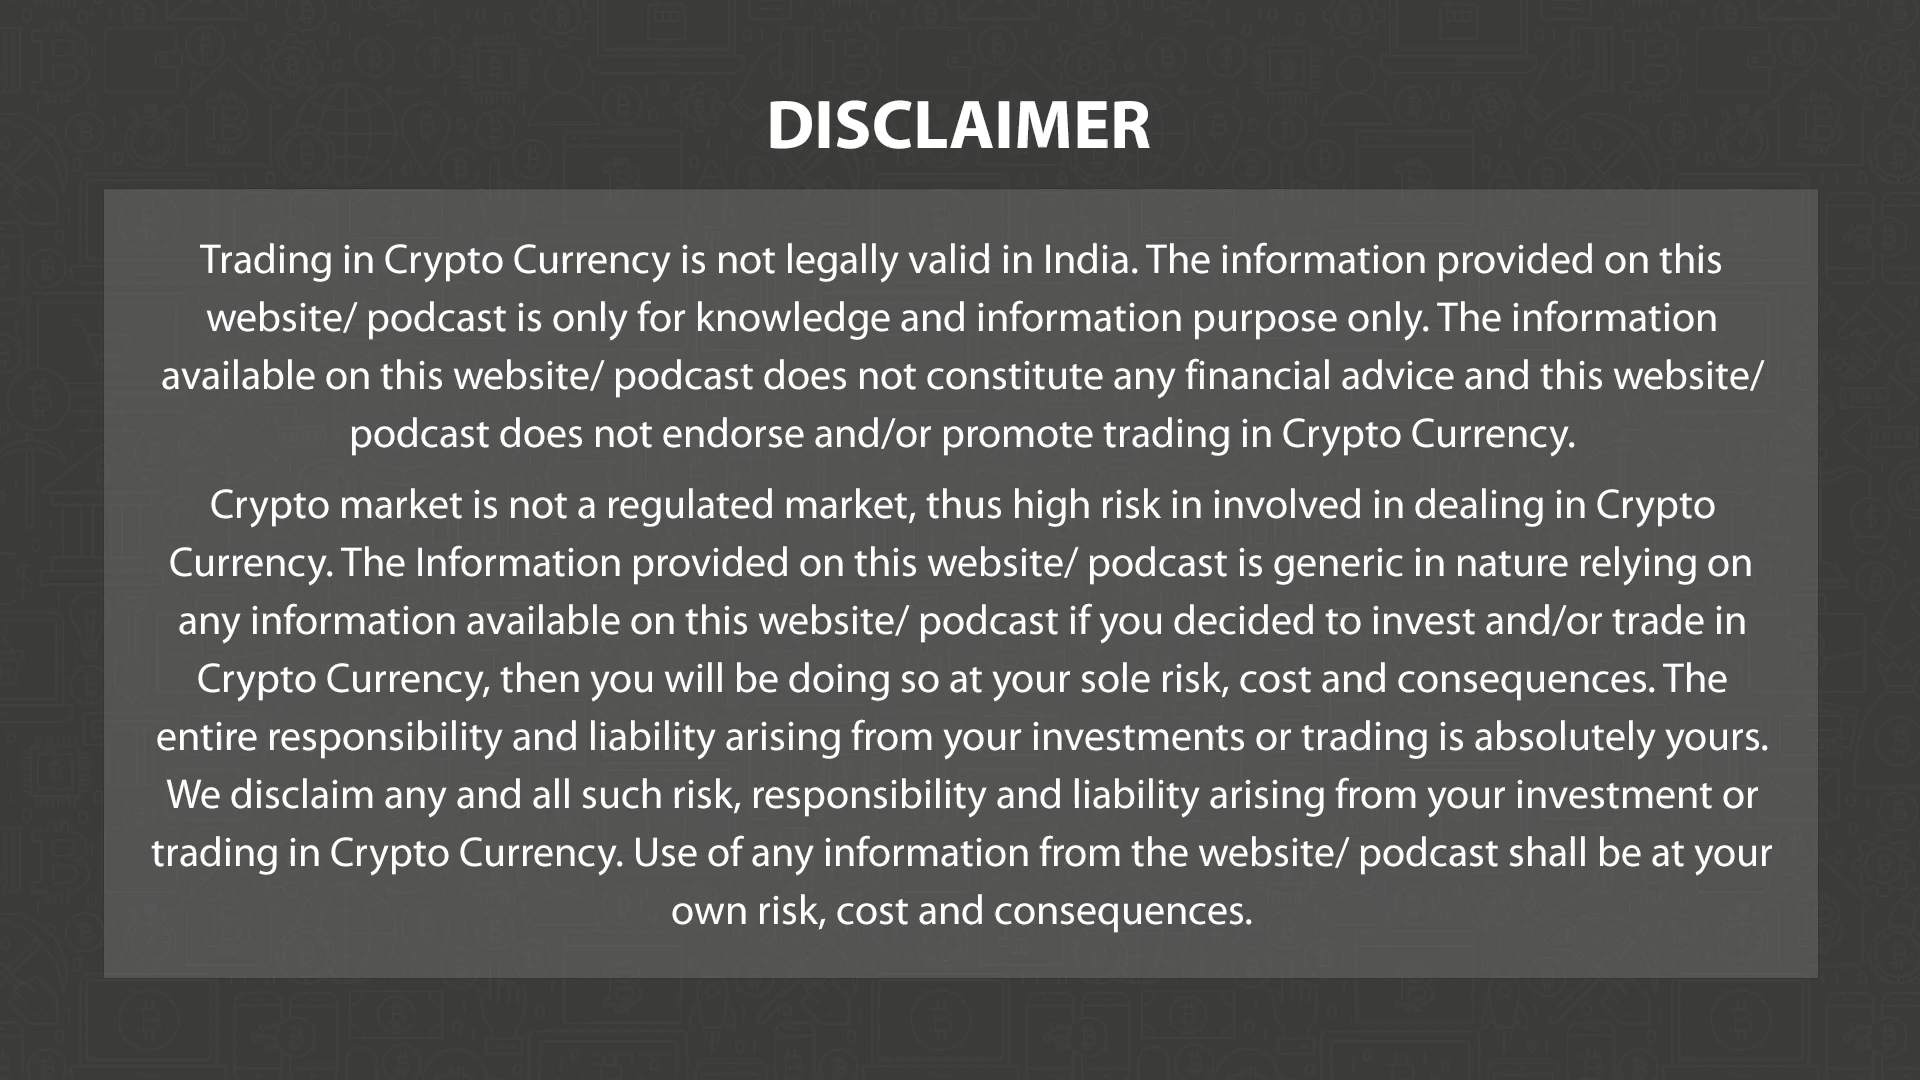 DISCLAIMER
Trading in Crypto Currency is not legally valid in India. The information provided on this
website/ podcast is only for knowledge and information purpose only. The information
available on this website/ podcast does not constitute any financial advice and this website/
podcast does not endorse and/or promote trading in Crypto Currency.
Crypto market is not a regulated market, thus high risk in involved in dealing in Crypto
Currency. The Information provided on this website/ podcast is generic in nature relying on
any information available on this website/ podcast if you decided to invest and/or trade in
Crypto Currency, then you will be doing so at your sole risk, cost and consequences. The
entire responsibility and liability arising from your investments or trading is absolutely yours.
We disclaim any and all such risk, responsibility and liability arising from your investment or
trading in Crypto Currency. Use of any information from the website/ podcast shall be at your
own risk, cost and consequences.